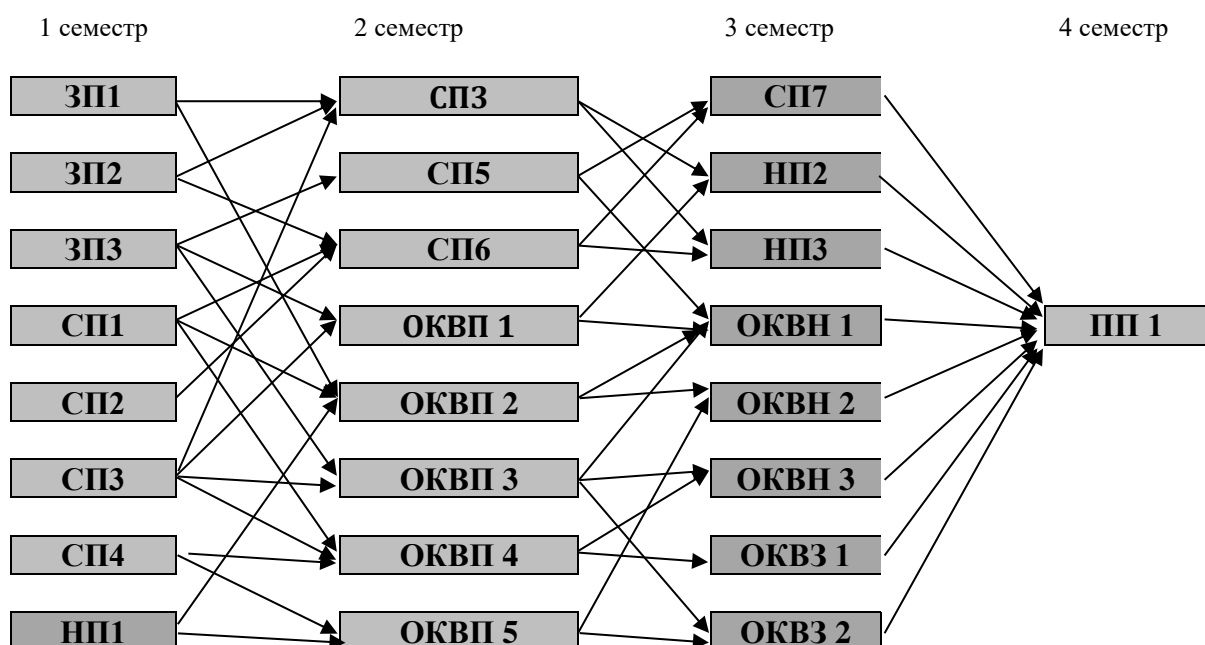 1 семестр 2 семестр 3 семестр 4 семестр
ЗП1 СП3 СП7
ЗП2 СП5 НП2
ЗП3 СП6 НП3
СП1 ОКВП 1 ОКВН 1 ПП 1
СП2 ОКВП 2 ОКВН 2
СП3 ОКВП 3 ОКВН 3
СП4 ОКВП 4 ОКВЗ 1
НП1 ОКВП 5 ОКВЗ 2